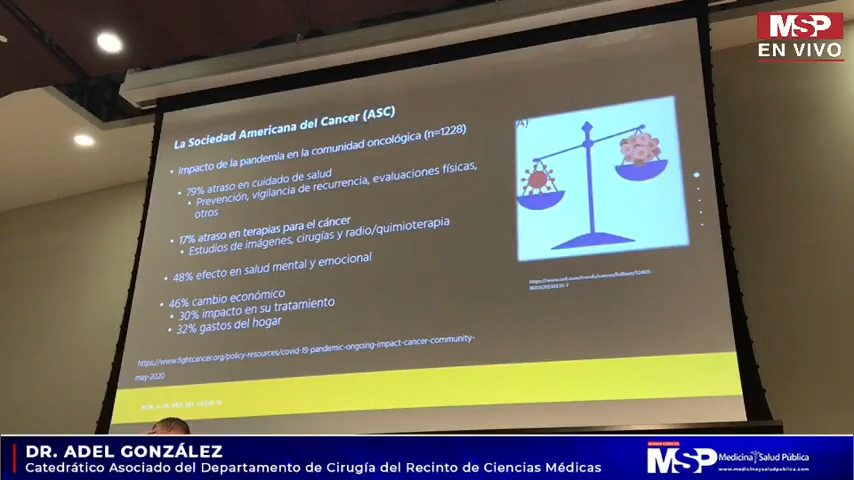 MSP
EN VIVO
La Sociedad Americana del Cancer (ASC)
• Impacto de la pandemia en la comunidad oncológica (n=1228)
• 79% atraso en cuidado de salud
• Prevención, vigilancia de recurrencia, evaluaciones físicas,
otros
• 17% atraso en terapias para el cáncer
• Estudios de imágenes, cirugías y radio/quimioterapia
• 48% efecto en salud mental y emocional
• 46% cambio económico
• 30% impacto en su tratamiento
• 32% gastos del hogar
https://www.fightcancer.org/policy-resources/covid-19-pandemic-ongoing-impact-cancer-community-
may-2020
A)
DR. ADEL GONZÁLEZ
Catedrático Asociado del Departamento de Cirugía del Recinto de Ciencias Médicas
MSP
Medicina y Salud Pública
www.medicinaysaludpublica.com